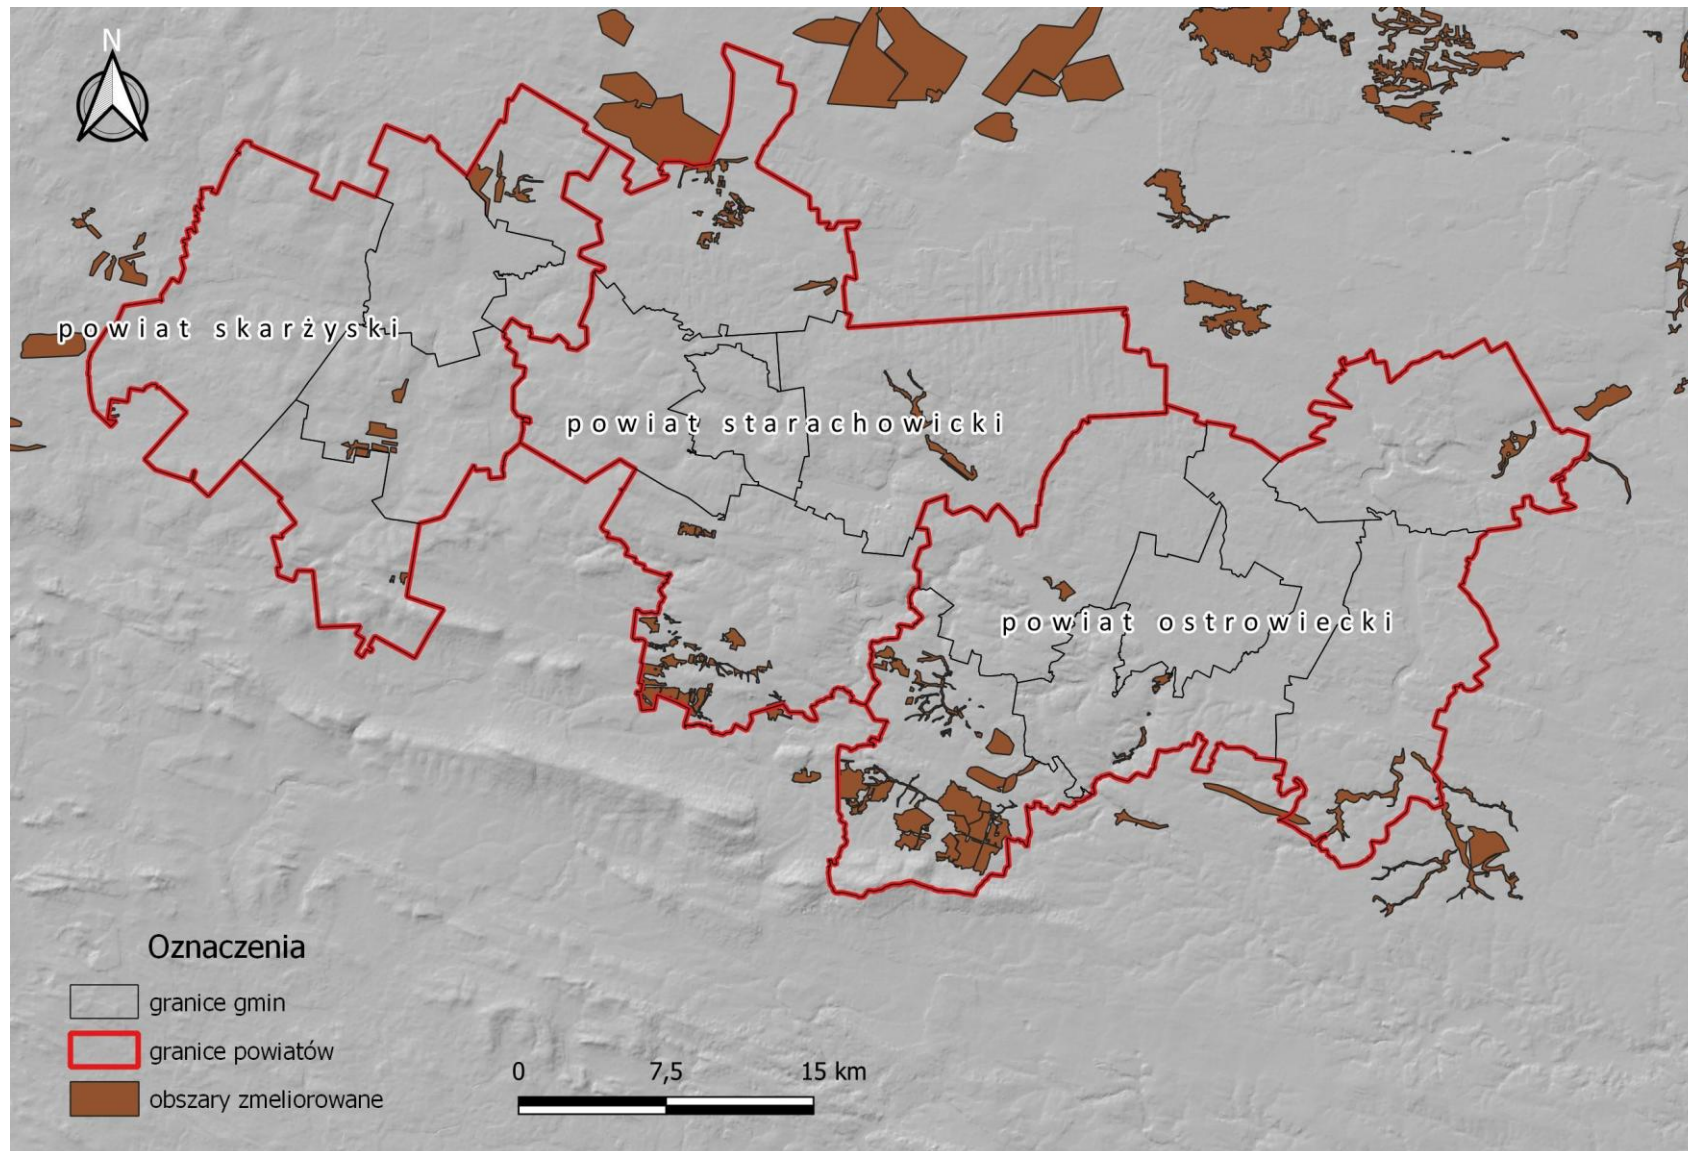 N
powiat skarżyski
powiat starachowicki
powiat ostrowiecki
Oznaczenia
granice gmin
granice powiatów
obszary zmeliorowane
0 7,5 15 km